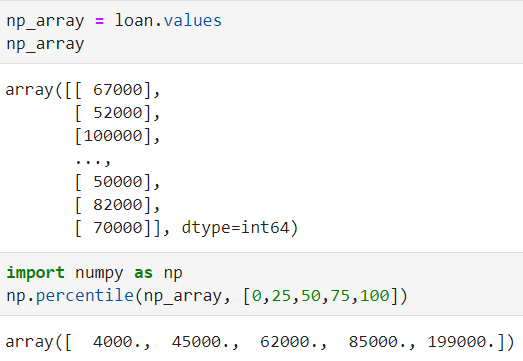 np_array = loan.values
np_array
array([[ 67000],
       [ 52000],
       [100000],
       ...,
       [ 50000],
       [ 82000],
       [ 70000]], dtype=int64)
import numpy as np
np.percentile(np_array, [0,25,50,75,100])
array([  4000.,  45000.,  62000.,  85000., 199000.])